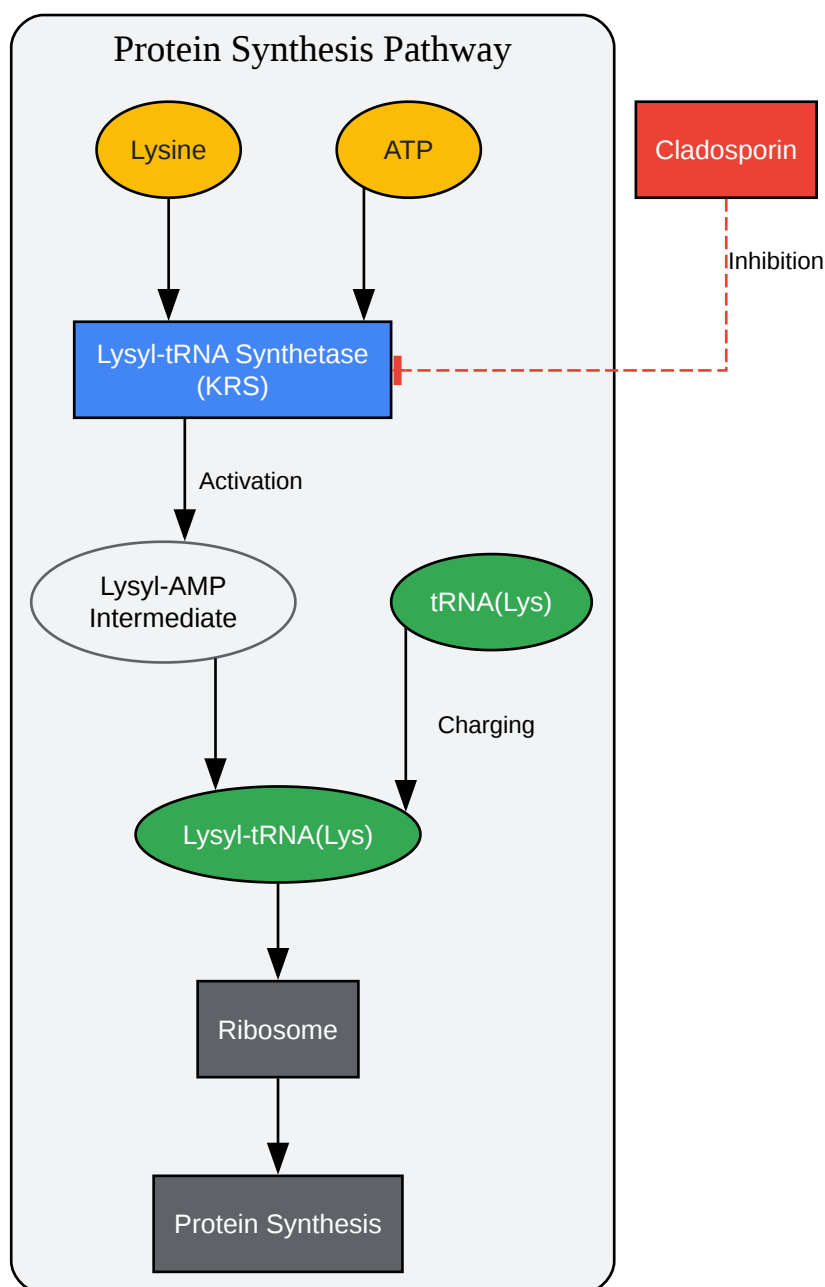 Protein Synthesis Pathway
Lysine
ATP
Cladosporin
Inhibition
Lysyl-tRNA Synthetase
(KRS)
Activation
Lysyl-AMP
Intermediate
tRNA(Lys)
Charging
Lysyl-tRNA(Lys)
Ribosome
Protein Synthesis